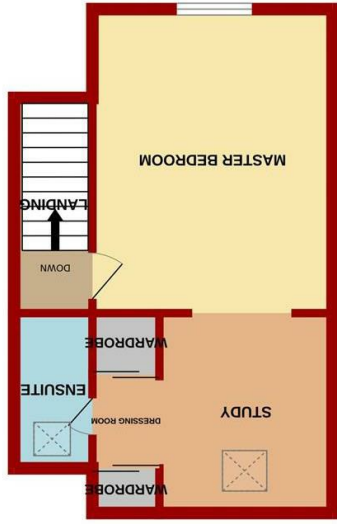 WARDROBE
STUDY
DRESSING ROOM
ENSUITE
WARDROBE
DOWN
LANDING
MASTER BEDROOM